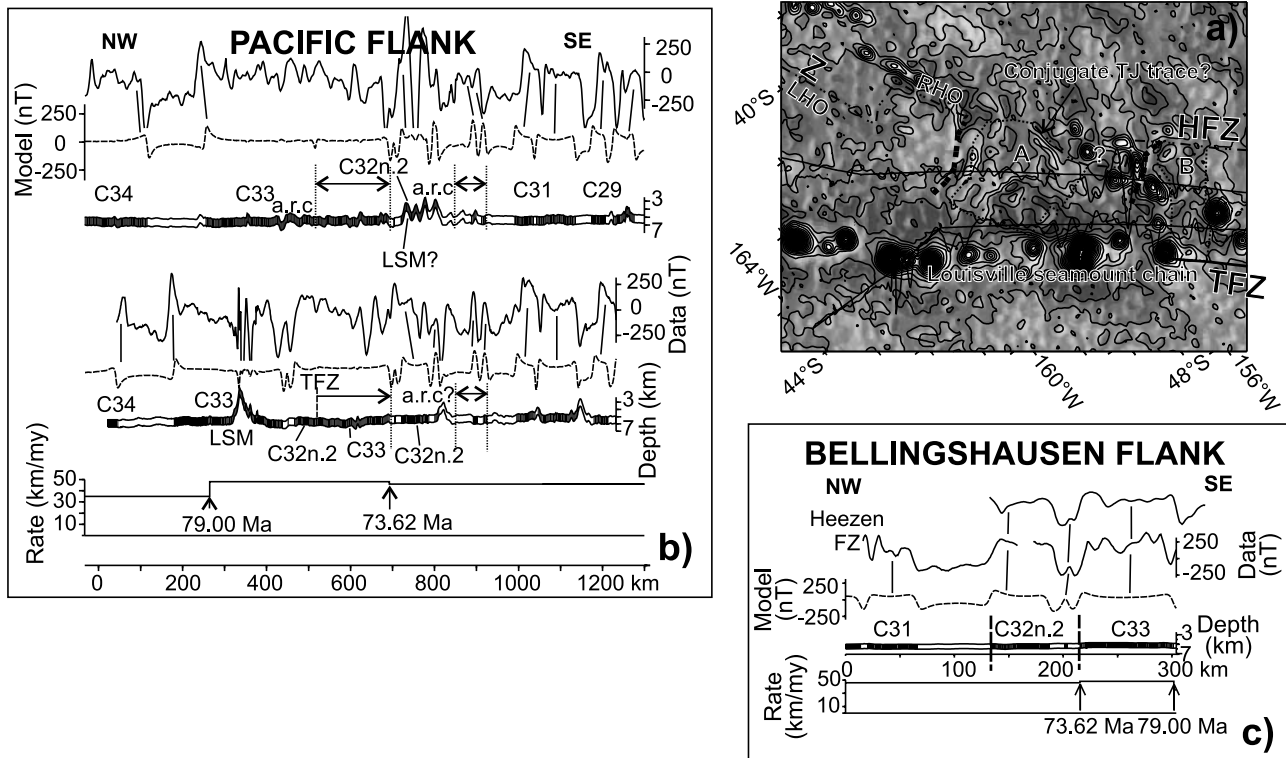 PACIFIC FLANK
NW
SE
250
0
-250
Model (nT)
250
0
-250
C32n.2
C34
C33
a.r.c
a.r.c
C31
C29
3
7
LSM?
Data (nT)
250
0
-250
TFZ
a.r.c?
C34
C33
3
7
Depth (km)
LSM
C32n.2
C33
C32n.2
Rate (km/my)
50
30
10
79.00 Ma
73.62 Ma
b)
0
200
400
600
800
1000
1200
km
a)
Z
LHO
RHO
Conjugate TJ trace?
40°S
HFZ
A
?
B
164°W
Louisville seamount chain
TFZ
44°S
160°W
48°S
156°W
BELLINGSHAUSEN FLANK
NW
SE
Heezen
FZ
250
-250
Data (nT)
Model (nT)
250
-250
C31
C32n.2
C33
3
7
Depth
(km)
0
100
200
300
km
Rate (km/my)
50
10
73.62 Ma
79.00 Ma
c)